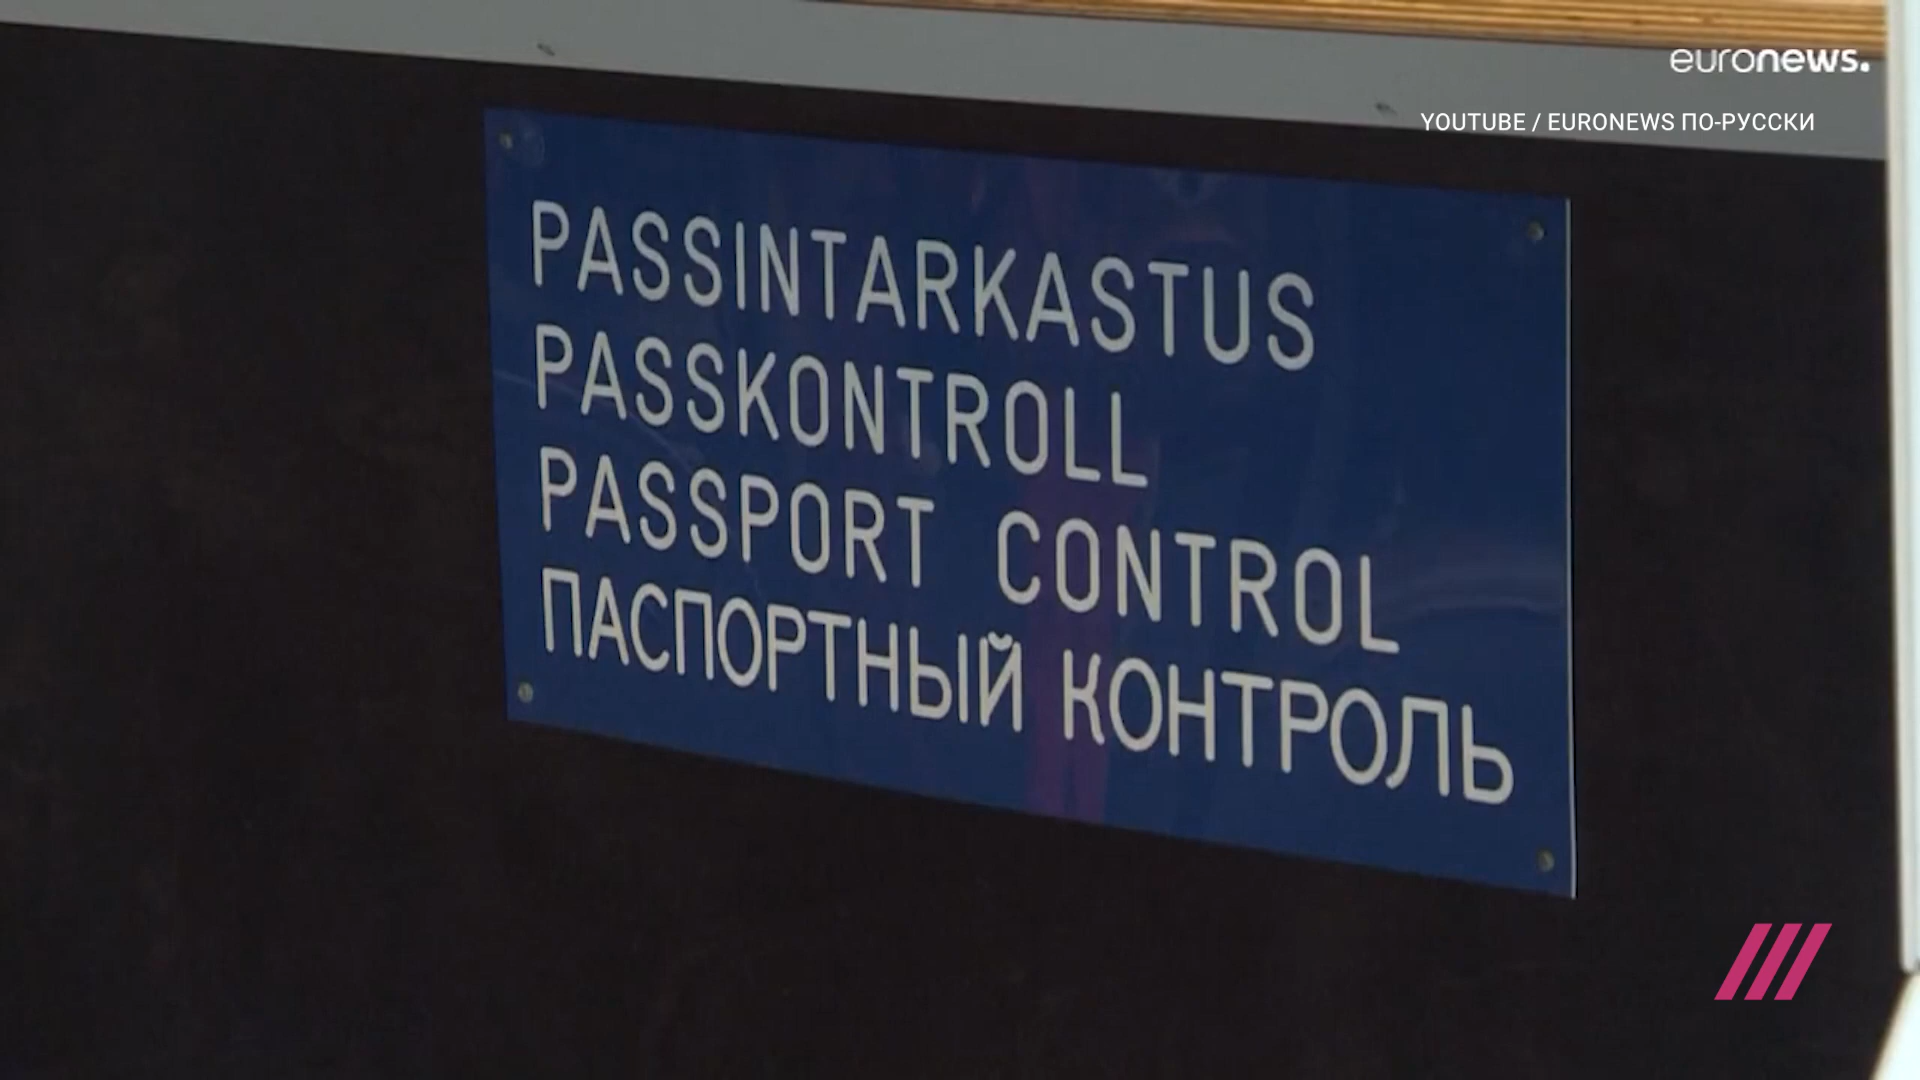 euronews.
YOUTUBE / EURONEWS ПО-РУССКИ
PASSINTARKASTUS
PASSKONTROLL
PASSPORT CONTROL
ПАСПОРТНЫЙ КОНТРОЛЬ